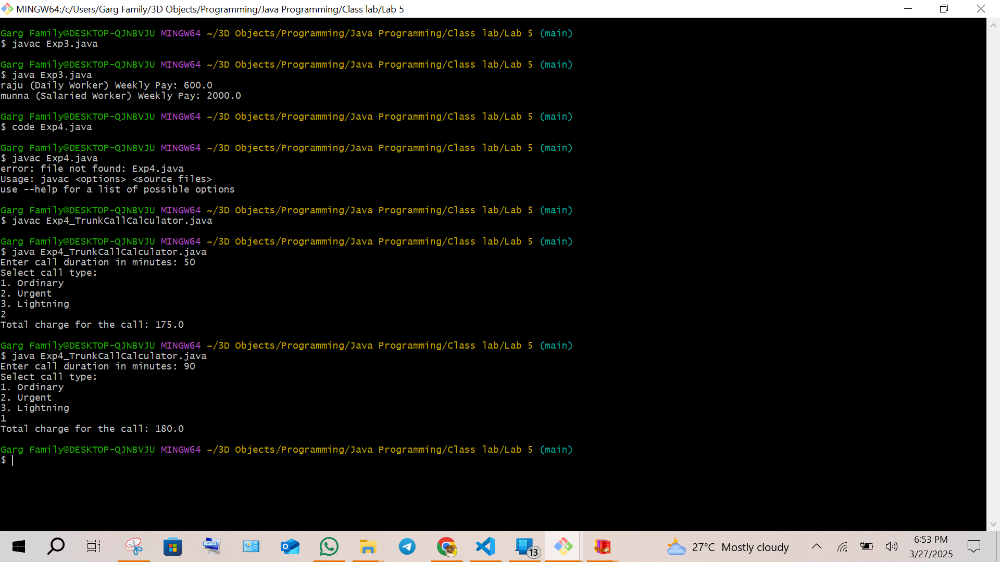 MINGW64:/c/Users/Garg Family/3D Objects/Programming/Java Programming/Class lab/Lab 5
Garg Family@DESKTOP-QJNBVJU MINGW64 ~/3D Objects/Programming/Java Programming/Class lab/Lab 5 (main)
$ javac Exp3.java
Garg Family@DESKTOP-QJNBVJU MINGW64 ~/3D Objects/Programming/Java Programming/Class lab/Lab 5 (main)
$ java Exp3.java
raju (Daily Worker) Weekly Pay: 600.0
munna (Salaried Worker) Weekly Pay: 2000.0
Garg Family@DESKTOP-QJNBVJU MINGW64 ~/3D Objects/Programming/Java Programming/Class lab/Lab 5 (main)
$ code Exp4.java
Garg Family@DESKTOP-QJNBVJU MINGW64 ~/3D Objects/Programming/Java Programming/Class lab/Lab 5 (main)
$ javac Exp4.java
error: file not found: Exp4.java
Usage: javac <options> <source files>
use --help for a list of possible options
Garg Family@DESKTOP-QJNBVJU MINGW64 ~/3D Objects/Programming/Java Programming/Class lab/Lab 5 (main)
$ javac Exp4_TrunkCallCalculator.java
Garg Family@DESKTOP-QJNBVJU MINGW64 ~/3D Objects/Programming/Java Programming/Class lab/Lab 5 (main)
$ java Exp4_TrunkCallCalculator.java
Enter call duration in minutes: 50
Select call type:
1. Ordinary
2. Urgent
3. Lightning
2
Total charge for the call: 175.0
Garg Family@DESKTOP-QJNBVJU MINGW64 ~/3D Objects/Programming/Java Programming/Class lab/Lab 5 (main)
$ java Exp4_TrunkCallCalculator.java
Enter call duration in minutes: 90
Select call type:
1. Ordinary
2. Urgent
3. Lightning
1
Total charge for the call: 180.0
Garg Family@DESKTOP-QJNBVJU MINGW64 ~/3D Objects/Programming/Java Programming/Class lab/Lab 5 (main)
$
13
27°C Mostly cloudy
6:53 PM
3/27/2025